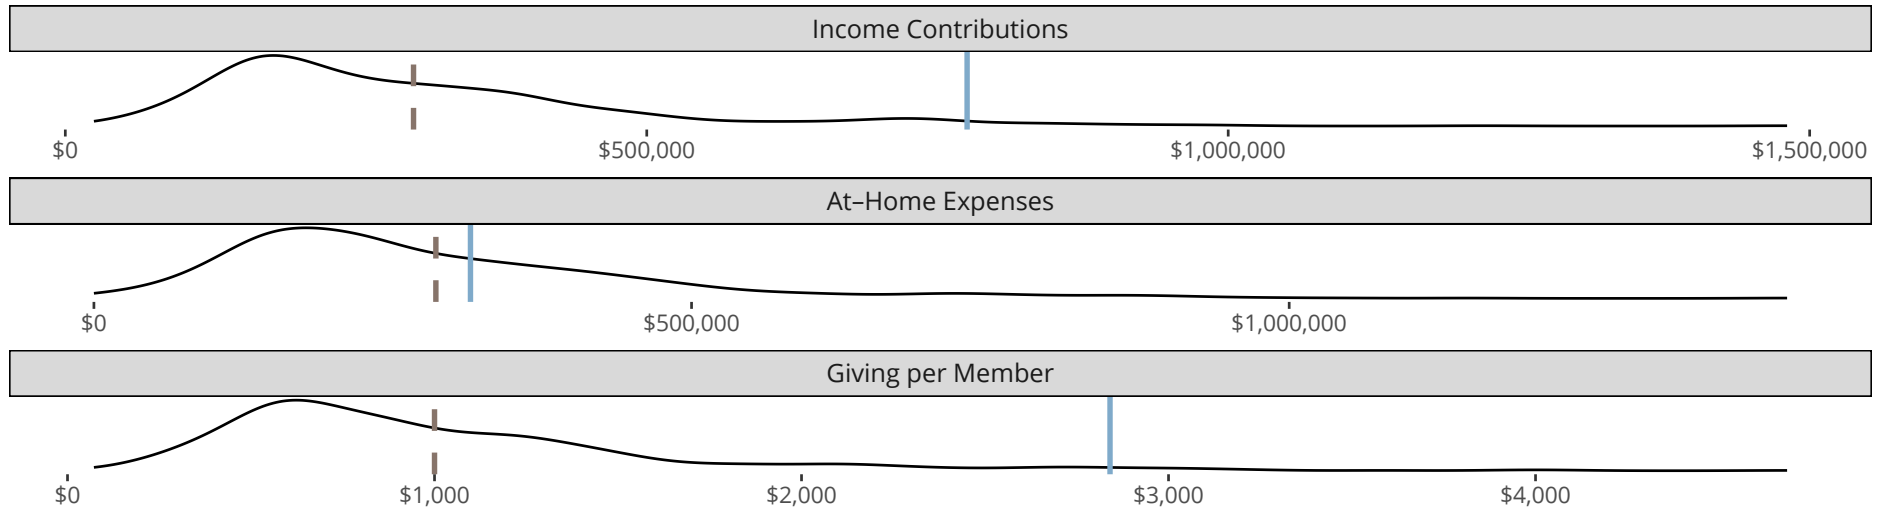 Income Contributions
$0 $500,000 $1,000,000 $1,500,000
At–Home Expenses
$0 $500,000 $1,000,000
Giving per Member
$0 $1,000 $2,000 $3,000 $4,000